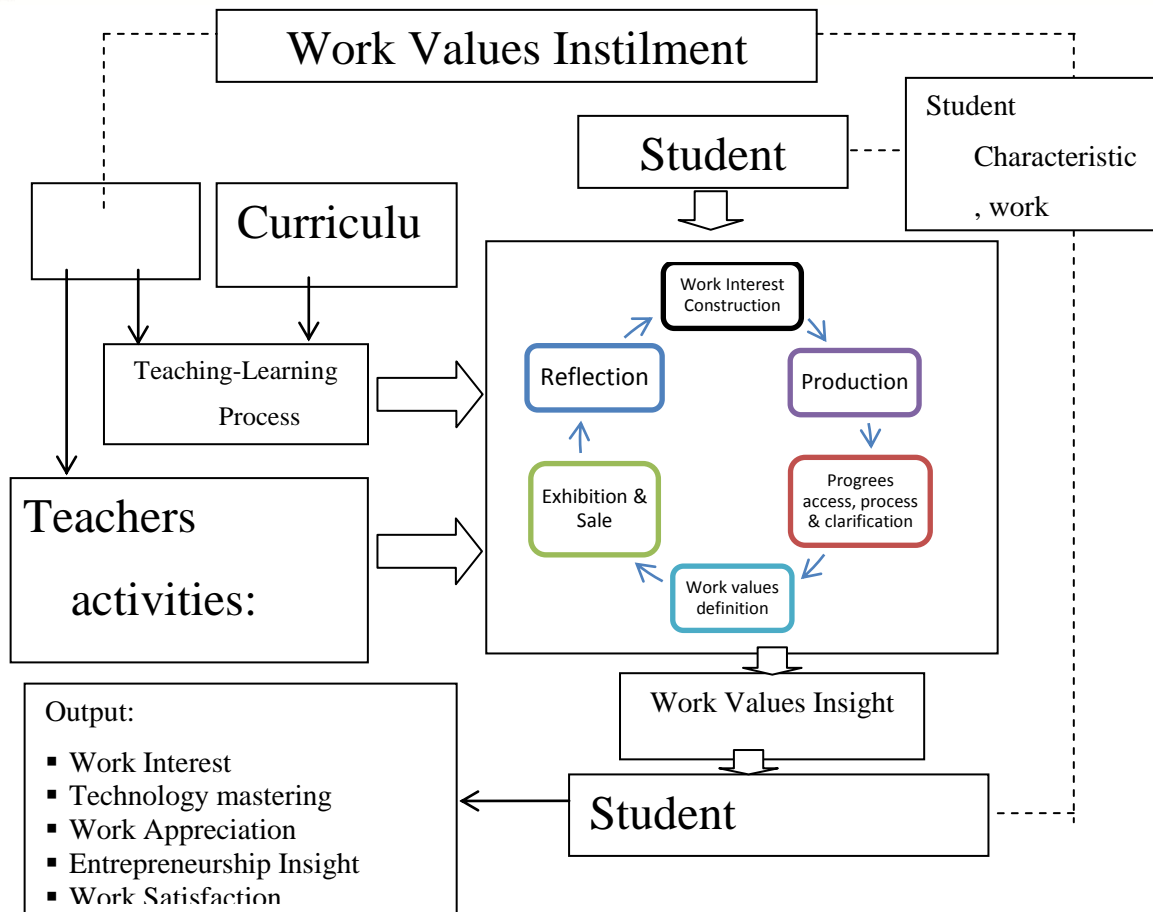 Work Values Instilment
Student
Characteristic
, work
Student
Curriculu
Teaching-Learning
Process
Teachers
activities:
Work Interest
Construction
Production
Progrees
access, process
& clarification
Work values
definition
Exhibition &
Sale
Reflection
Work Values Insight
Student
Output:
▪ Work Interest
▪ Technology mastering
▪ Work Appreciation
▪ Entrepreneurship Insight
▪ Work Satisfaction